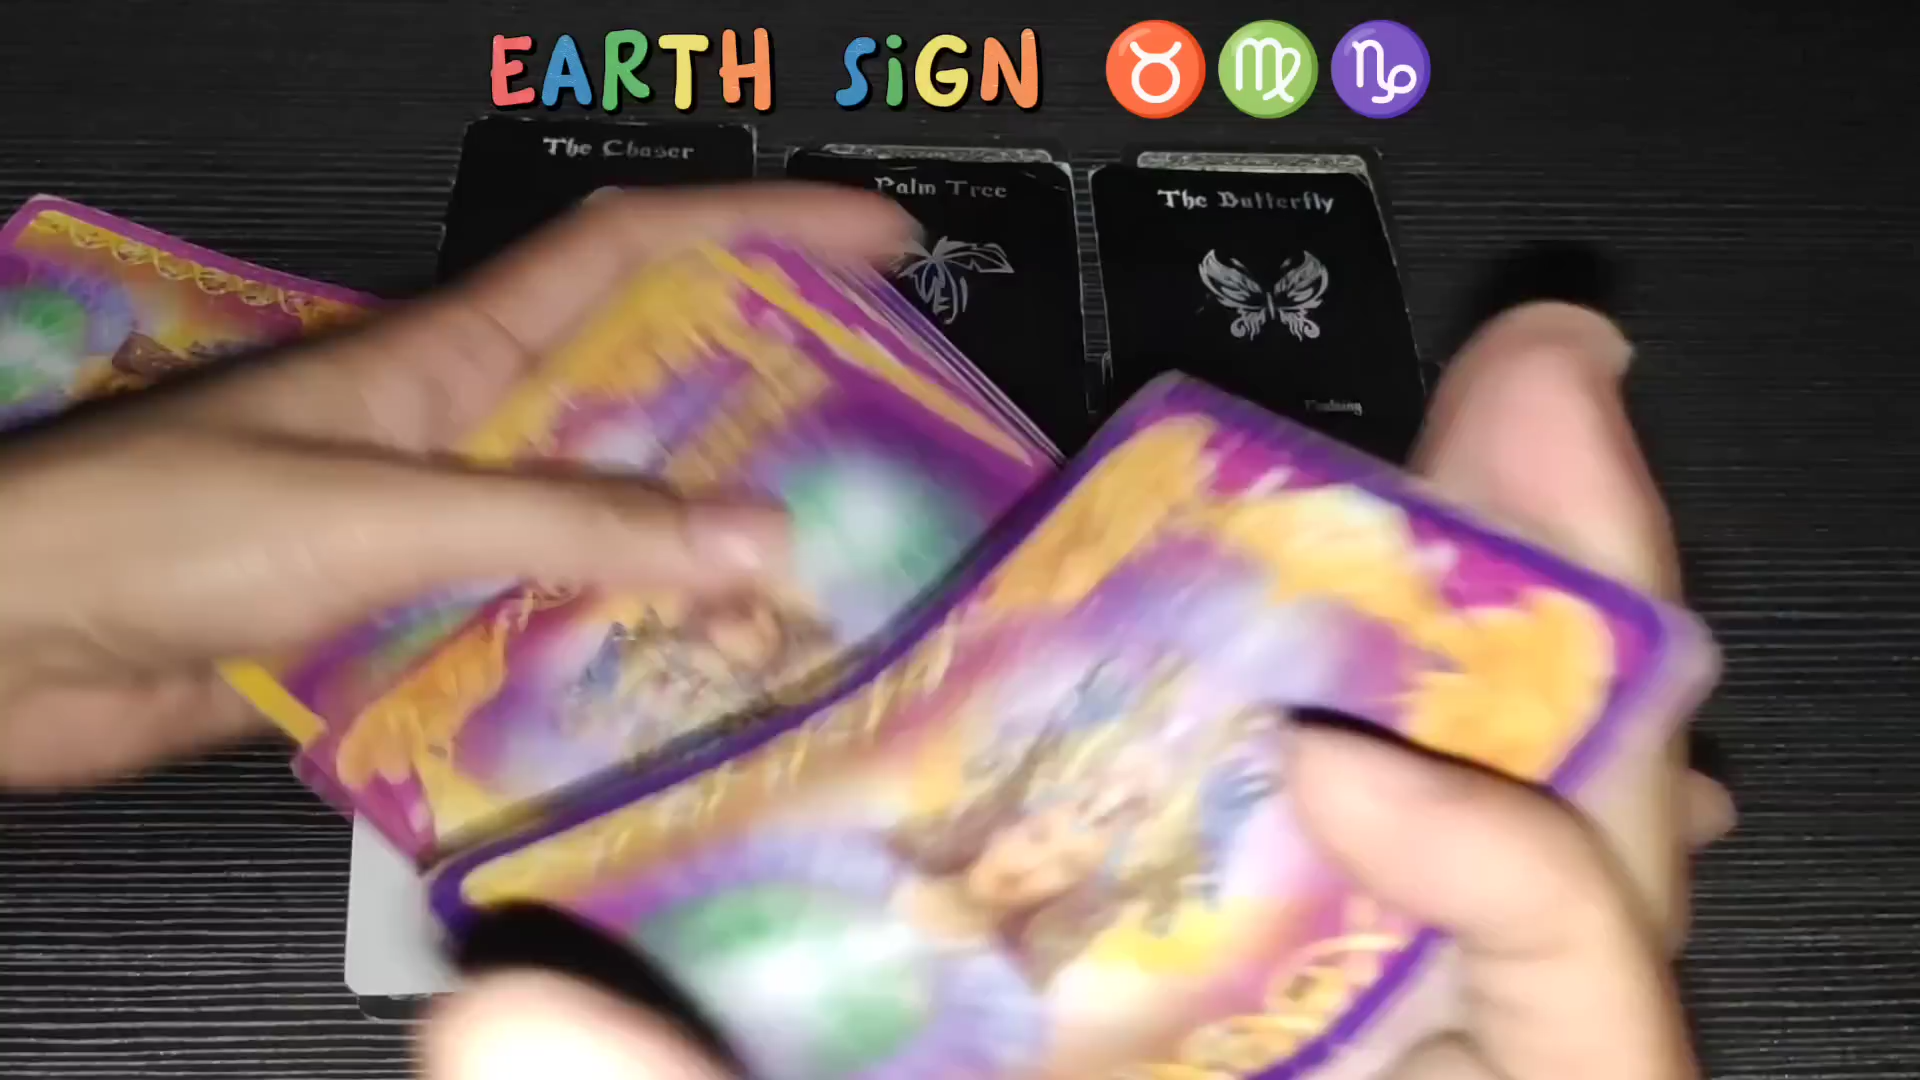 EARTH SiGN ♉♍♑
The Chaser
Palm Tree
The Butterfly